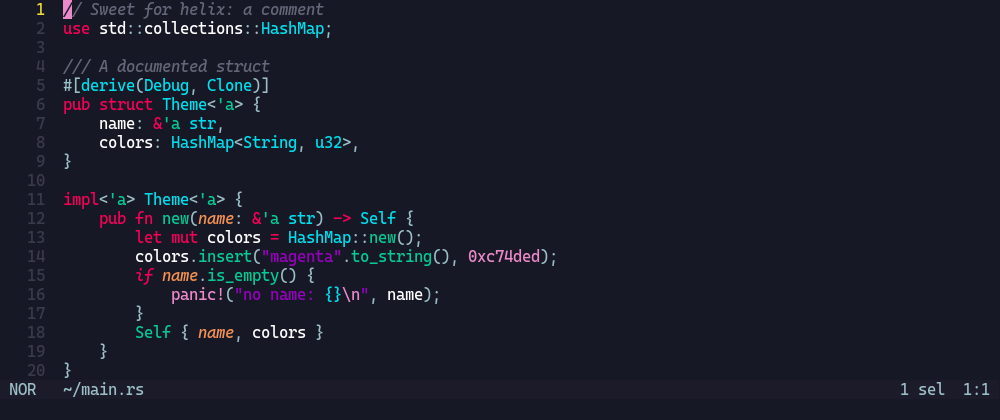 1 // Sweet for helix: a comment
2 use std::collections::HashMap;
3
4 /// A documented struct
5 #[derive(Debug, Clone)]
6 pub struct Theme<'a> {
7     name: &'a str,
8     colors: HashMap<String, u32>,
9 }
10
11 impl<'a> Theme<'a> {
12     pub fn new(name: &'a str) -> Self {
13         let mut colors = HashMap::new();
14         colors.insert("magenta".to_string(), 0xc74ded);
15         if name.is_empty() {
16             panic!("no name: {}\n", name);
17         }
18         Self { name, colors }
19     }
20 }
NOR ~/main.rs 1 sel 1:1